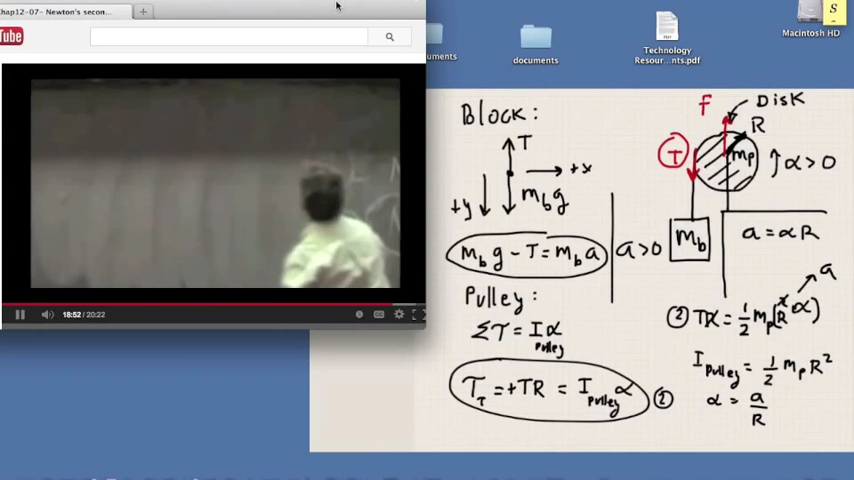 Chap12-07- Newton's secon...
Tube
18:52 / 20:22
cuments
documents
Technology
Resour...nts.pdf
S
Macintosh HD
Block:
T
+x
+y
m_b g
m_b g - T = m_b a
a>0
Pulley:
Στ = I α
pulley
τ_T = +TR = I_pulley α
②
F
Disk
R
T
m_p
α>0
m_b
a = αR
a
② TR = 1/2 m_p(R² α)
I_pulley = 1/2 m_p R²
α = a/R